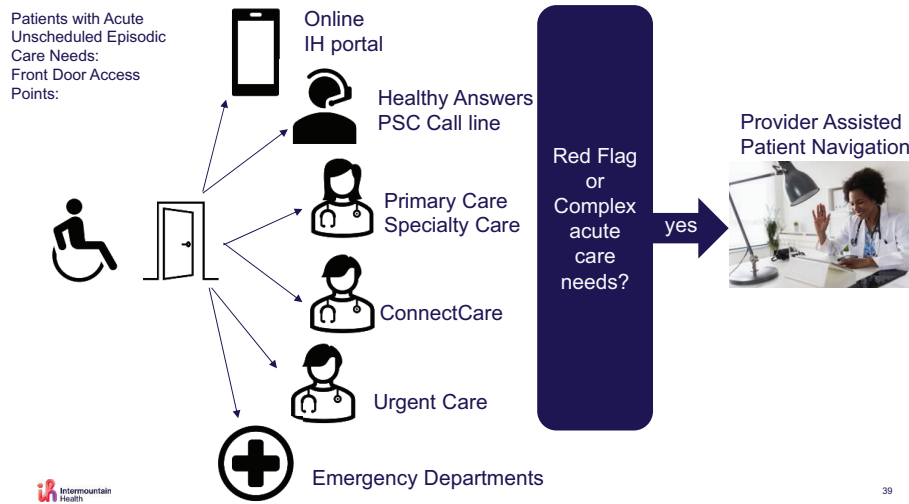 Patients with Acute
Unscheduled Episodic
Care Needs:
Front Door Access
Points:
Online
IH portal
Healthy Answers
PSC Call line
Primary Care
Specialty Care
ConnectCare
Urgent Care
Emergency Departments
Red Flag
or
Complex
acute
care
needs?
yes
Provider Assisted
Patient Navigation
Intermountain
Health
39